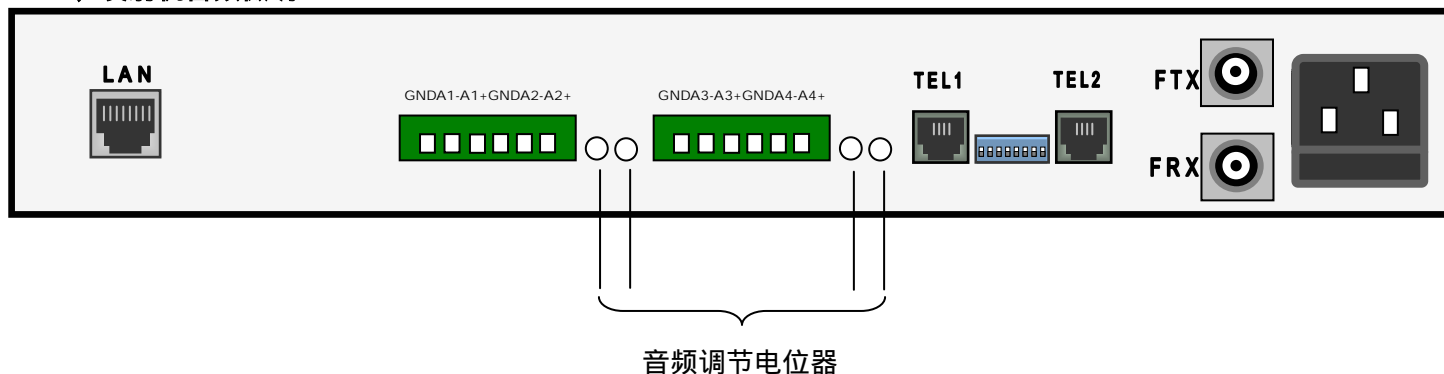 LAN
GNDA1-A1+GNDA2-A2+
GNDA3-A3+GNDA4-A4+
TEL1
TEL2
FTX
FRX
音频调节电位器